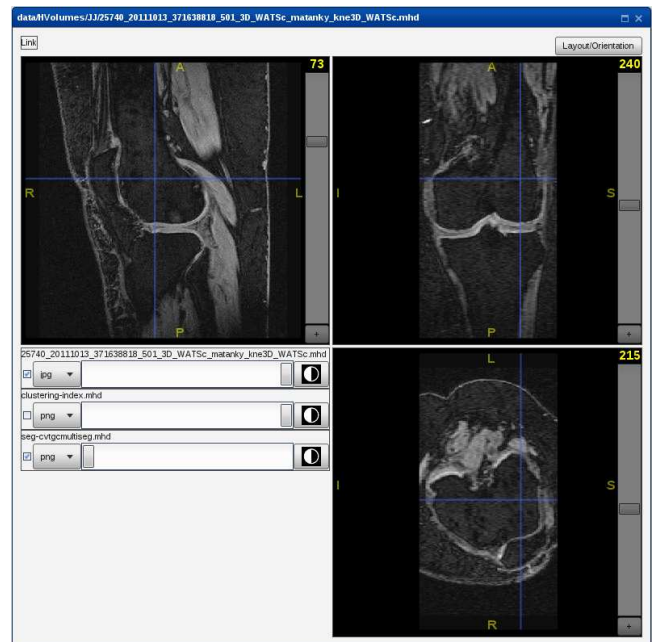 data/HVolumes/JJ/25740_20111013_371638818_501_3D_WATSc_matanky_kne3D_WATSc.mhd
Link
Layout/Orientation
A
73
R
L
P
+
A
240
I
S
P
+
25740_20111013_371638818_501_3D_WATSc_matanky_kne3D_WATSc.mhd
jpg
clustering-index.mhd
png
seg-cvtgcmultiseg.mhd
png
L
215
I
S
R
+